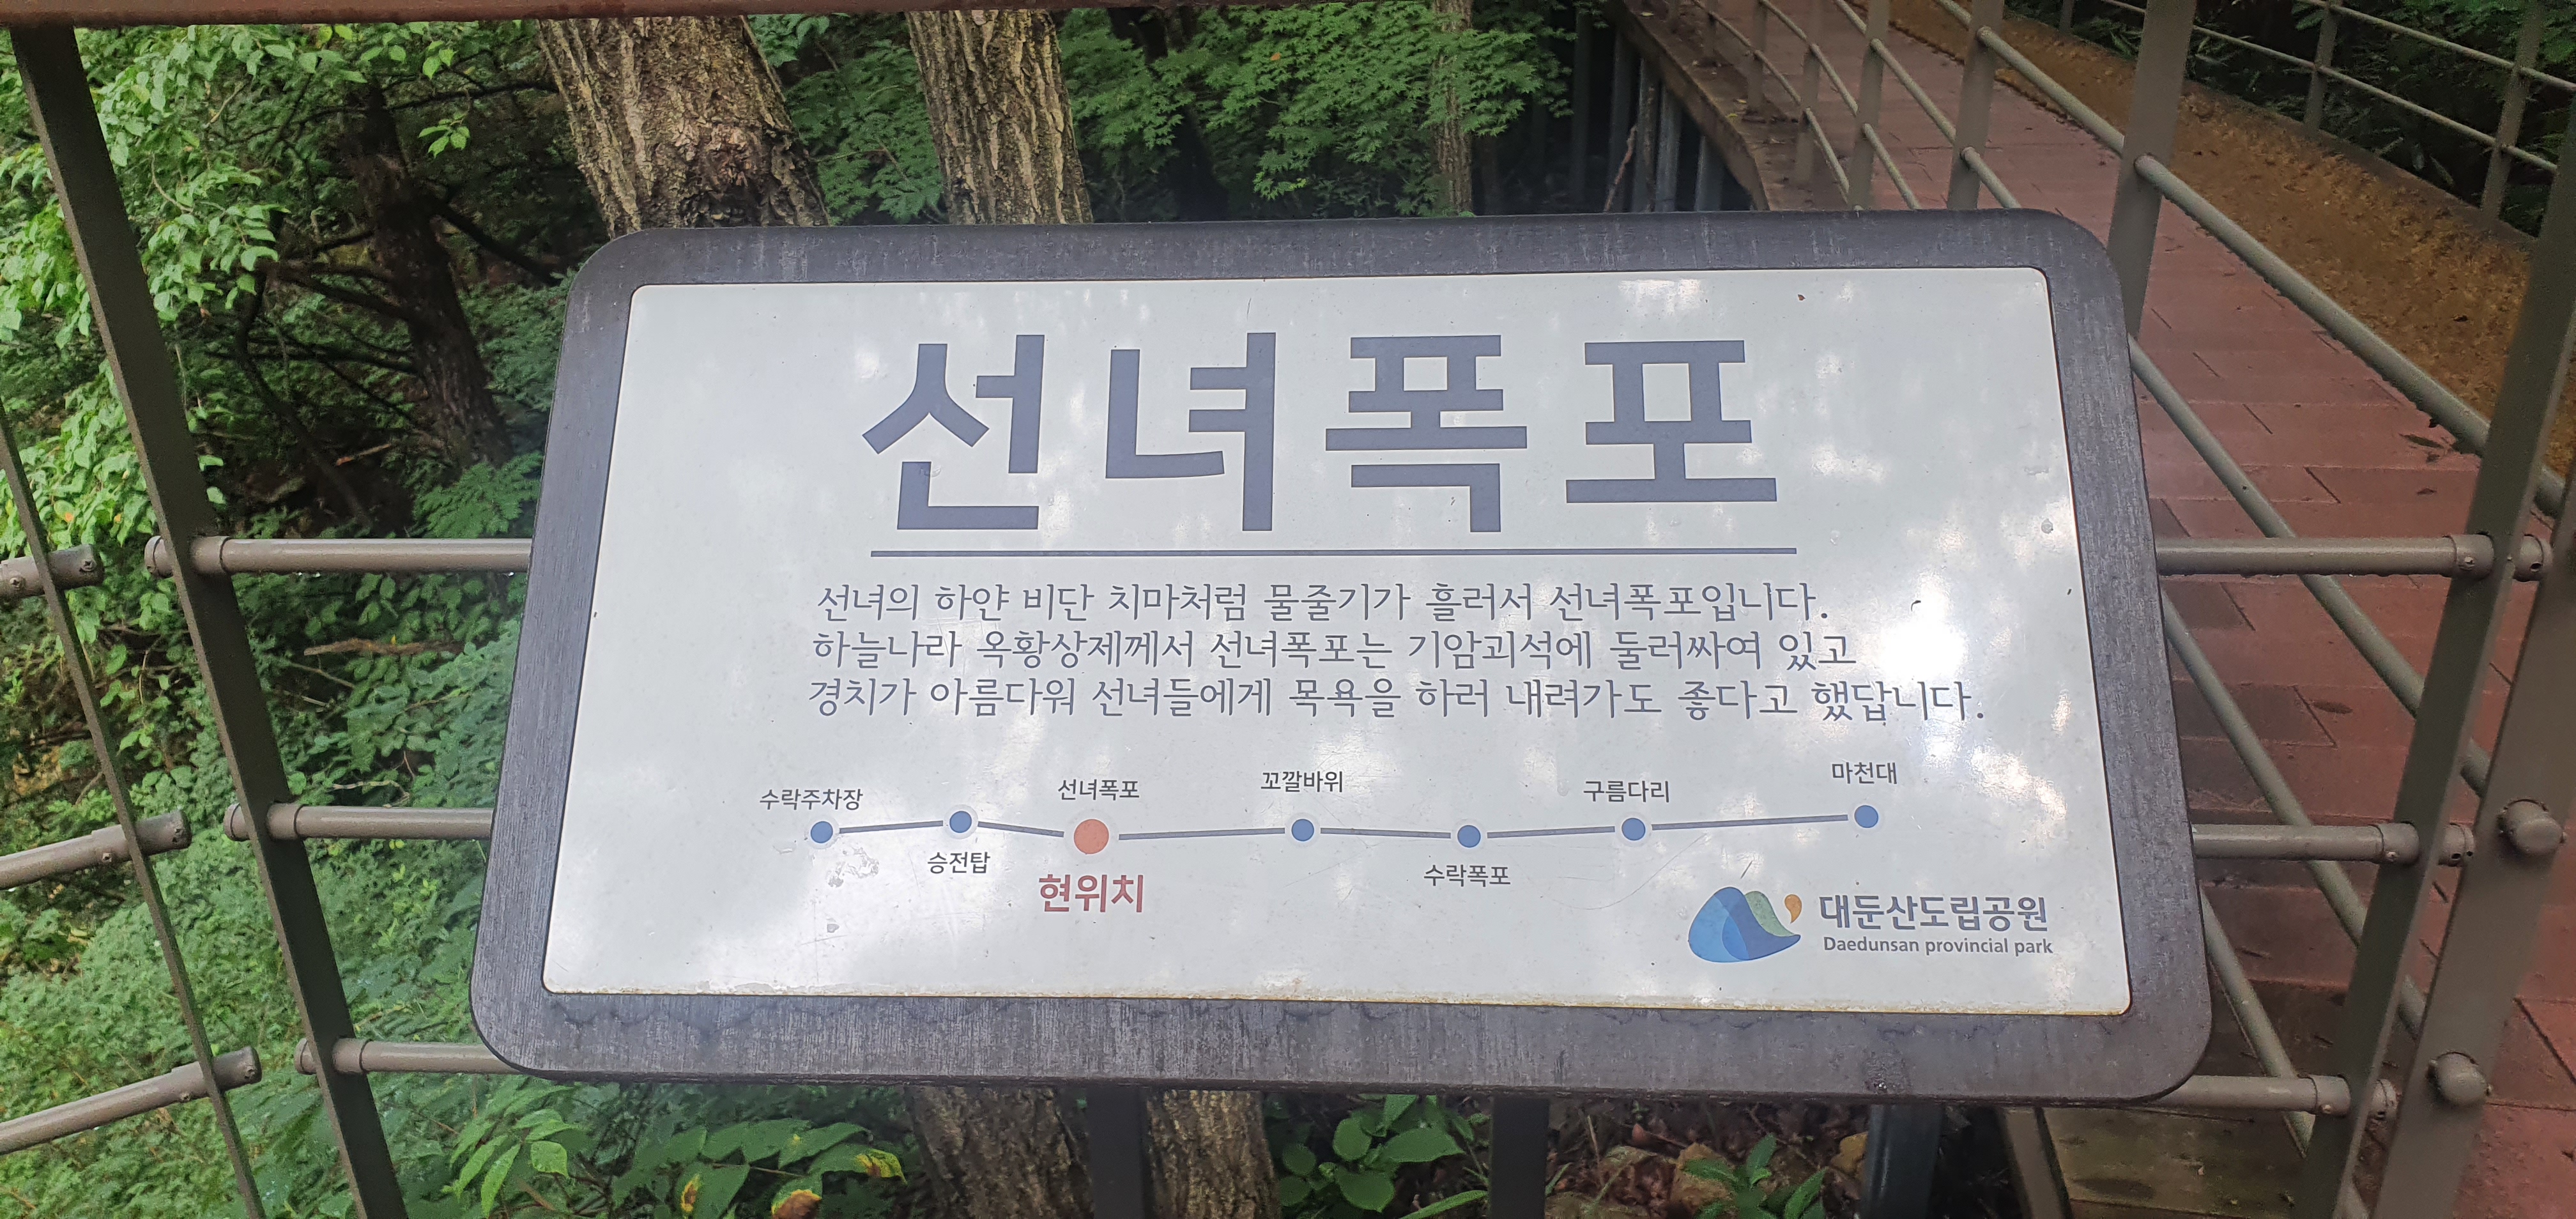 선녀폭포
선녀의 하얀 비단 치마처럼 물줄기가 흘러서 선녀폭포입니다.
하늘나라 옥황상제께서 선녀폭포는 기암괴석에 둘러싸여 있고
경치가 아름다워 선녀들에게 목욕을 하러 내려가도 좋다고 했답니다.
수락주차장
승전탑
선녀폭포
현위치
꼬깔바위
수락폭포
구름다리
마천대
대둔산도립공원
Daedunsan provincial park